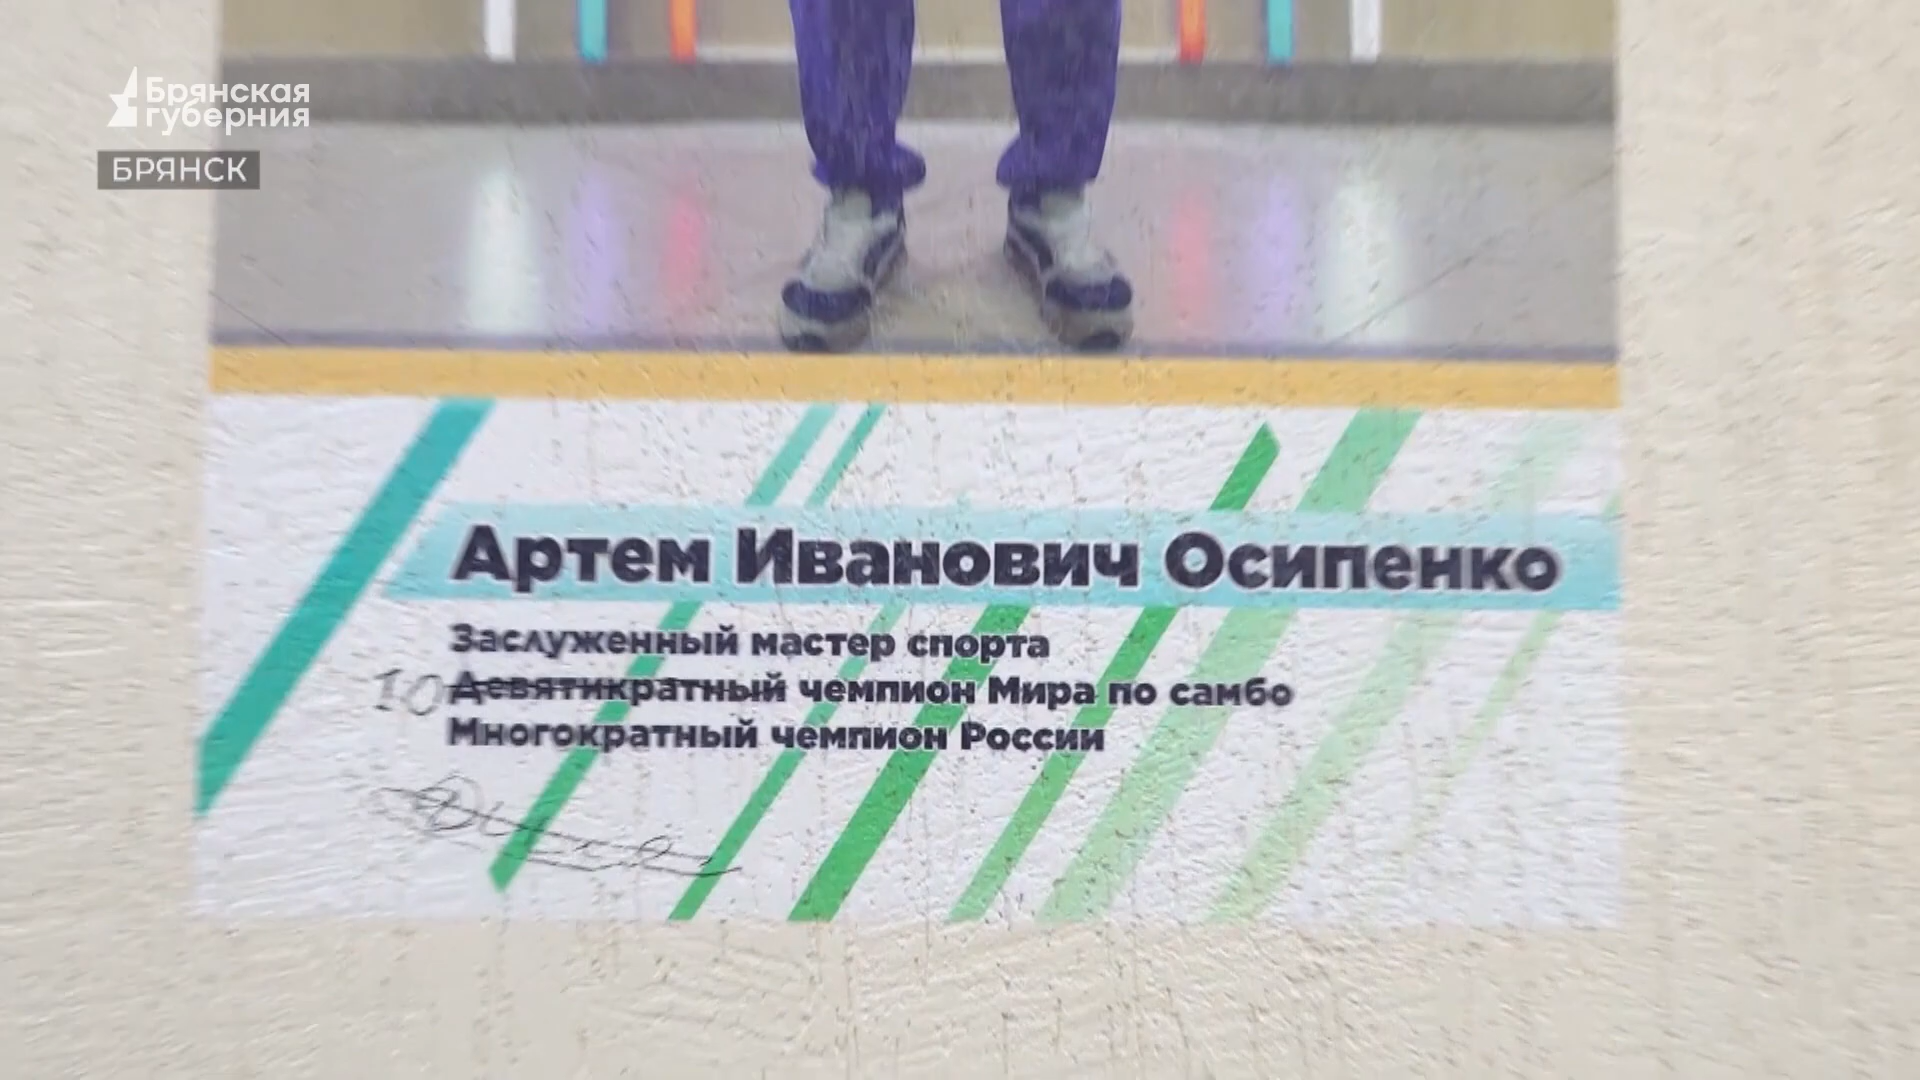 Брянская
губерния
БРЯНСК
Артем Иванович Осипенко
Заслуженный мастер спорта
10 Девятикратный чемпион Мира по самбо
Многократный чемпион России